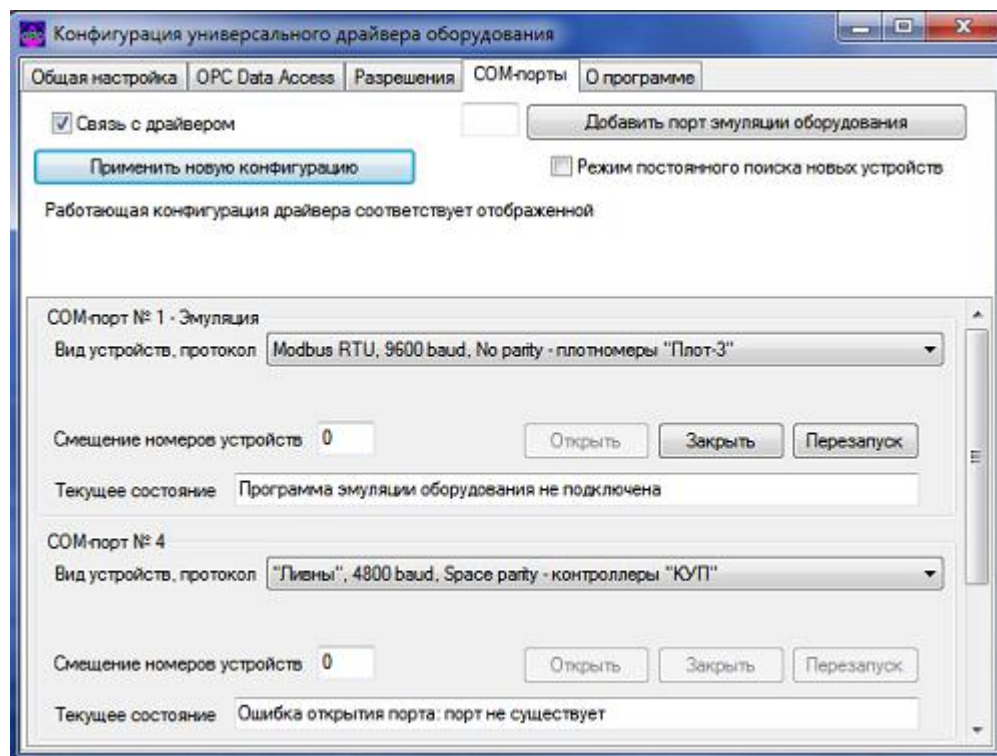 Конфигурация универсального драйвера оборудования
Общая настройка OPC Data Access Разрешения COM-порты О программе
Связь с драйвером Добавить порт эмуляции оборудования
Применить новую конфигурацию Режим постоянного поиска новых устройств
Работающая конфигурация драйвера соответствует отображенной
COM-порт № 1 - Эмуляция
Вид устройств, протокол Modbus RTU, 9600 baud, No parity - плотномеры "Плот-3"
Смещение номеров устройств 0 Открыть Закрыть Перезапуск
Текущее состояние Программа эмуляции оборудования не подключена
COM-порт № 4
Вид устройств, протокол "Ливны", 4800 baud, Space parity - контроллеры "КУП"
Смещение номеров устройств 0 Открыть Закрыть Перезапуск
Текущее состояние Ошибка открытия порта: порт не существует